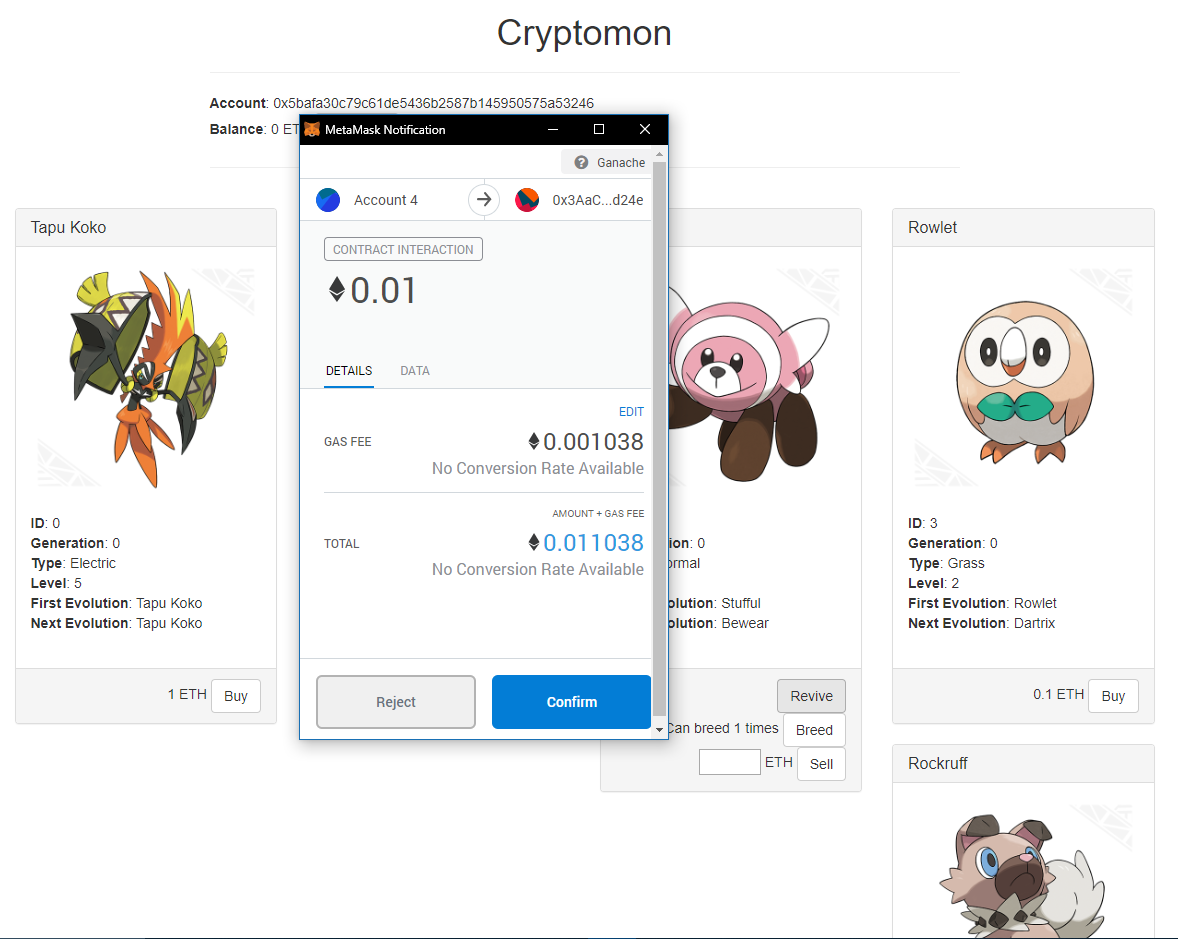 Cryptomon
Account: 0x5bafa30c79c61de5436b2587b145950575a53246
Balance: 0 ET
MetaMask Notification
Ganache
Account 4
0x3AaC...d24e
CONTRACT INTERACTION
0.01
DETAILS DATA
EDIT
GAS FEE 0.001038
No Conversion Rate Available
AMOUNT + GAS FEE
TOTAL 0.011038
No Conversion Rate Available
Reject Confirm
Tapu Koko
ID: 0
Generation: 0
Type: Electric
Level: 5
First Evolution: Tapu Koko
Next Evolution: Tapu Koko
1 ETH Buy
ion: 0
ormal
olution: Stufful
olution: Bewear
Revive
Can breed 1 times Breed
ETH Sell
Rowlet
ID: 3
Generation: 0
Type: Grass
Level: 2
First Evolution: Rowlet
Next Evolution: Dartrix
0.1 ETH Buy
Rockruff